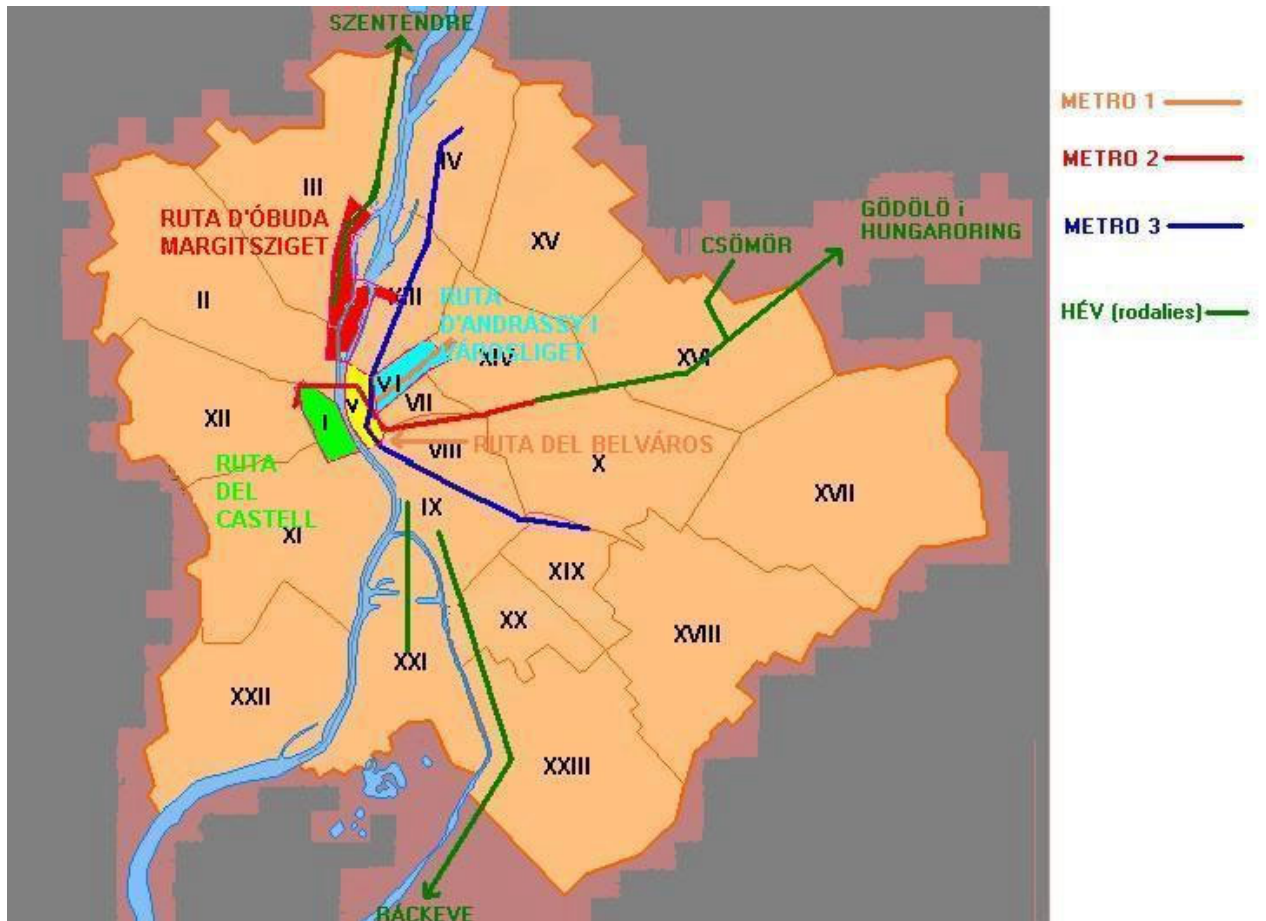 SZENTENDRE
METRO 1
METRO 2
IV
METRO 3
III
RUTA D'ÓBUDA
MARGITSZIGET
GÖDÖLÖ i
HUNGARORING
CSÖMÖR
XV
II
XIII
RUTA
D'ANDRÁSSY I
VÁROSLIGET
HÉV (rodalies)
XIV
XVI
VI
V
VII
XII
I
RUTA DEL BELVÁROS
VIII
X
RUTA
DEL
CASTELL
XVII
IX
XI
XIX
XX
XVIII
XXI
XXII
XXIII
RÁCKEVE